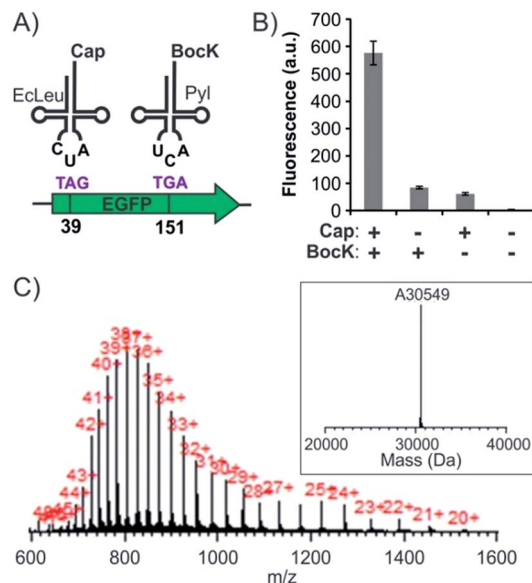 A)
Cap
BocK
EcLeu
Pyl
C U A
U C A
TAG
TGA
EGFP
39
151
B)
Fluorescence (a.u.)
700
600
500
400
300
200
100
0
Cap: + - + -
BocK: + + - -
C)
38+
37+
39+
36+
40+
35+
41+
34+
42+
33+
32+
31+
30+
43+
29+
44+
28+
27+
25+
24+
23+
22+
21+
20+
600 800 1000 1200 1400 1600
m/z
A30549
20000 30000 40000
Mass (Da)